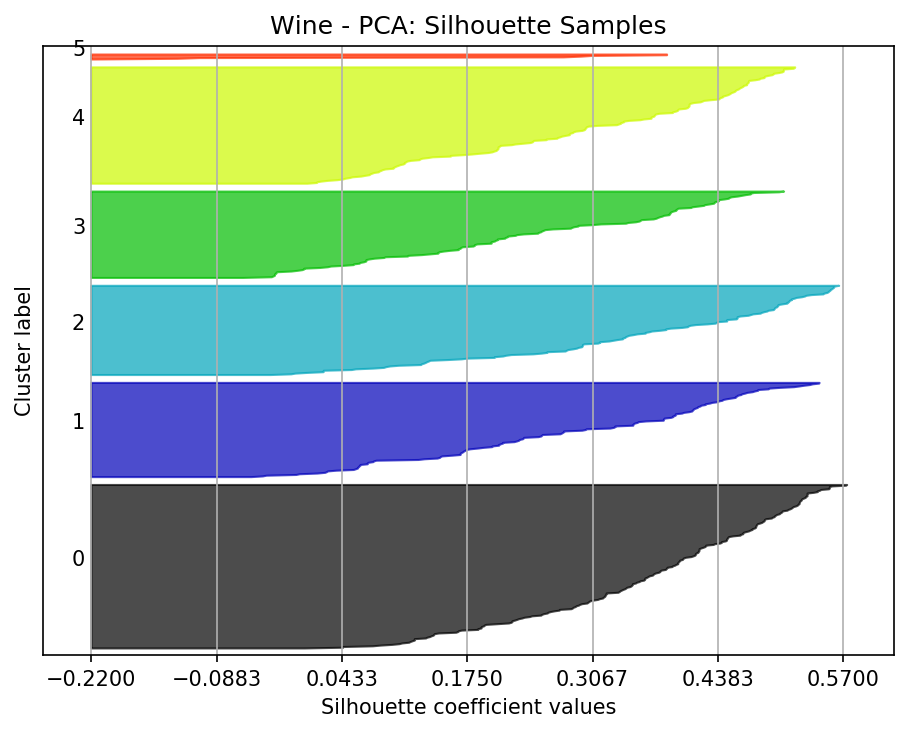 Wine - PCA: Silhouette Samples
5
4
3
2
1
0
Cluster label
−0.2200 −0.0883 0.0433 0.1750 0.3067 0.4383 0.5700
Silhouette coefficient values